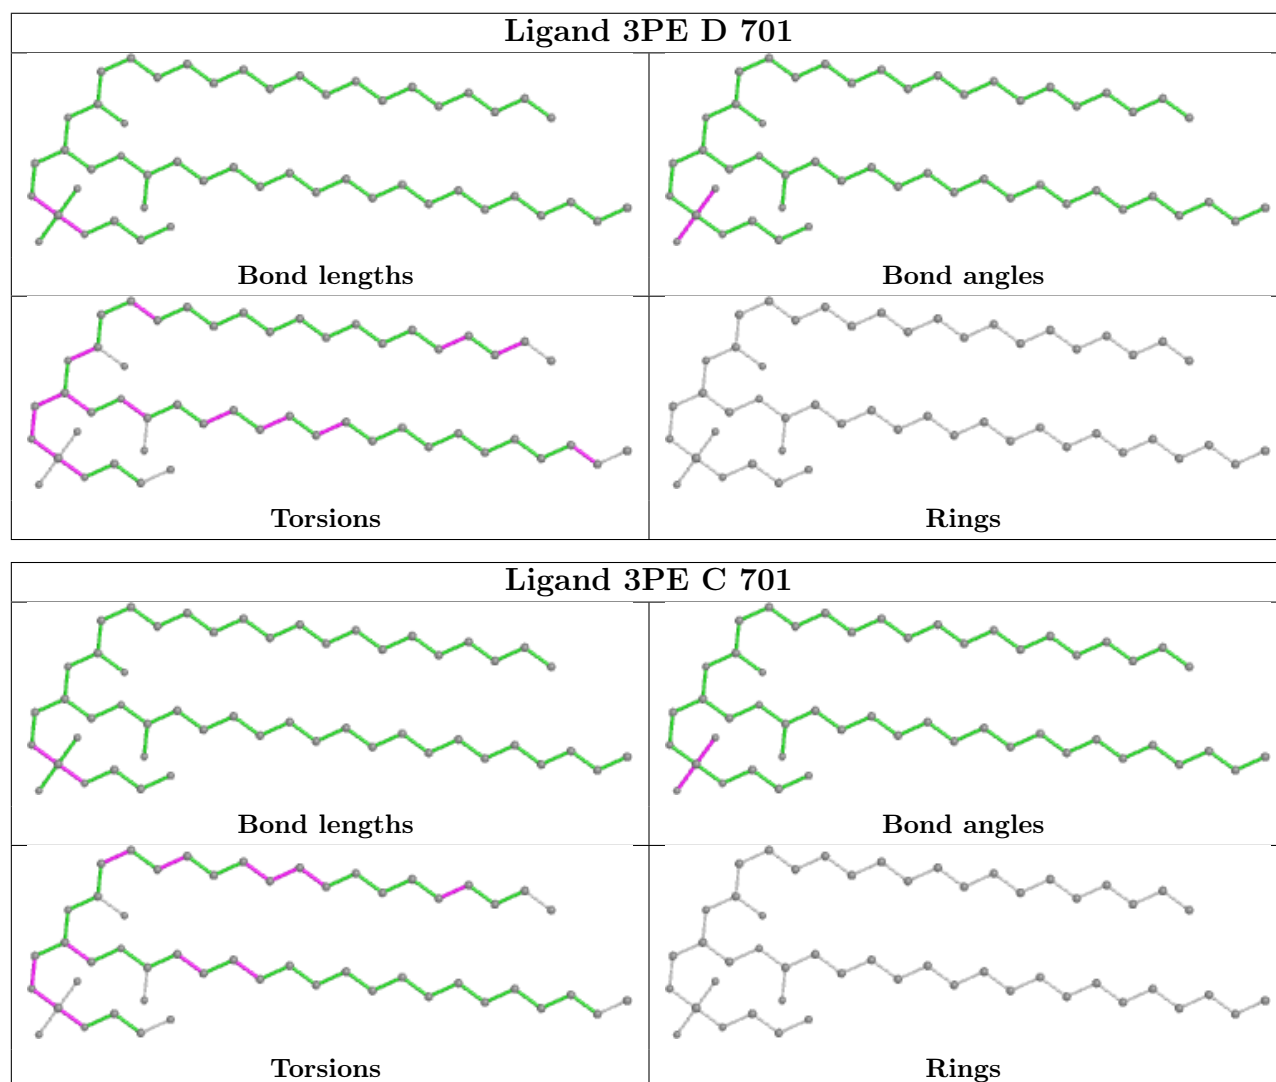 Ligand 3PE D 701
Bond lengths
Bond angles
Torsions
Rings
Ligand 3PE C 701
Bond lengths
Bond angles
Torsions
Rings